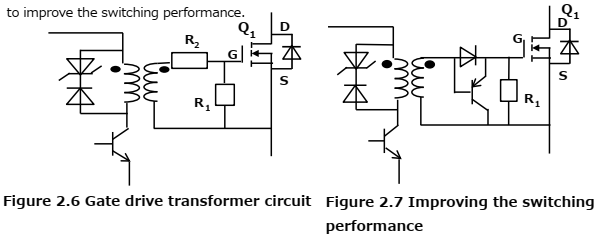 to improve the switching performance.
Q1
D
R2
G
R1
S
Q1
D
G
R1
S
Figure 2.6 Gate drive transformer circuit
Figure 2.7 Improving the switching
performance